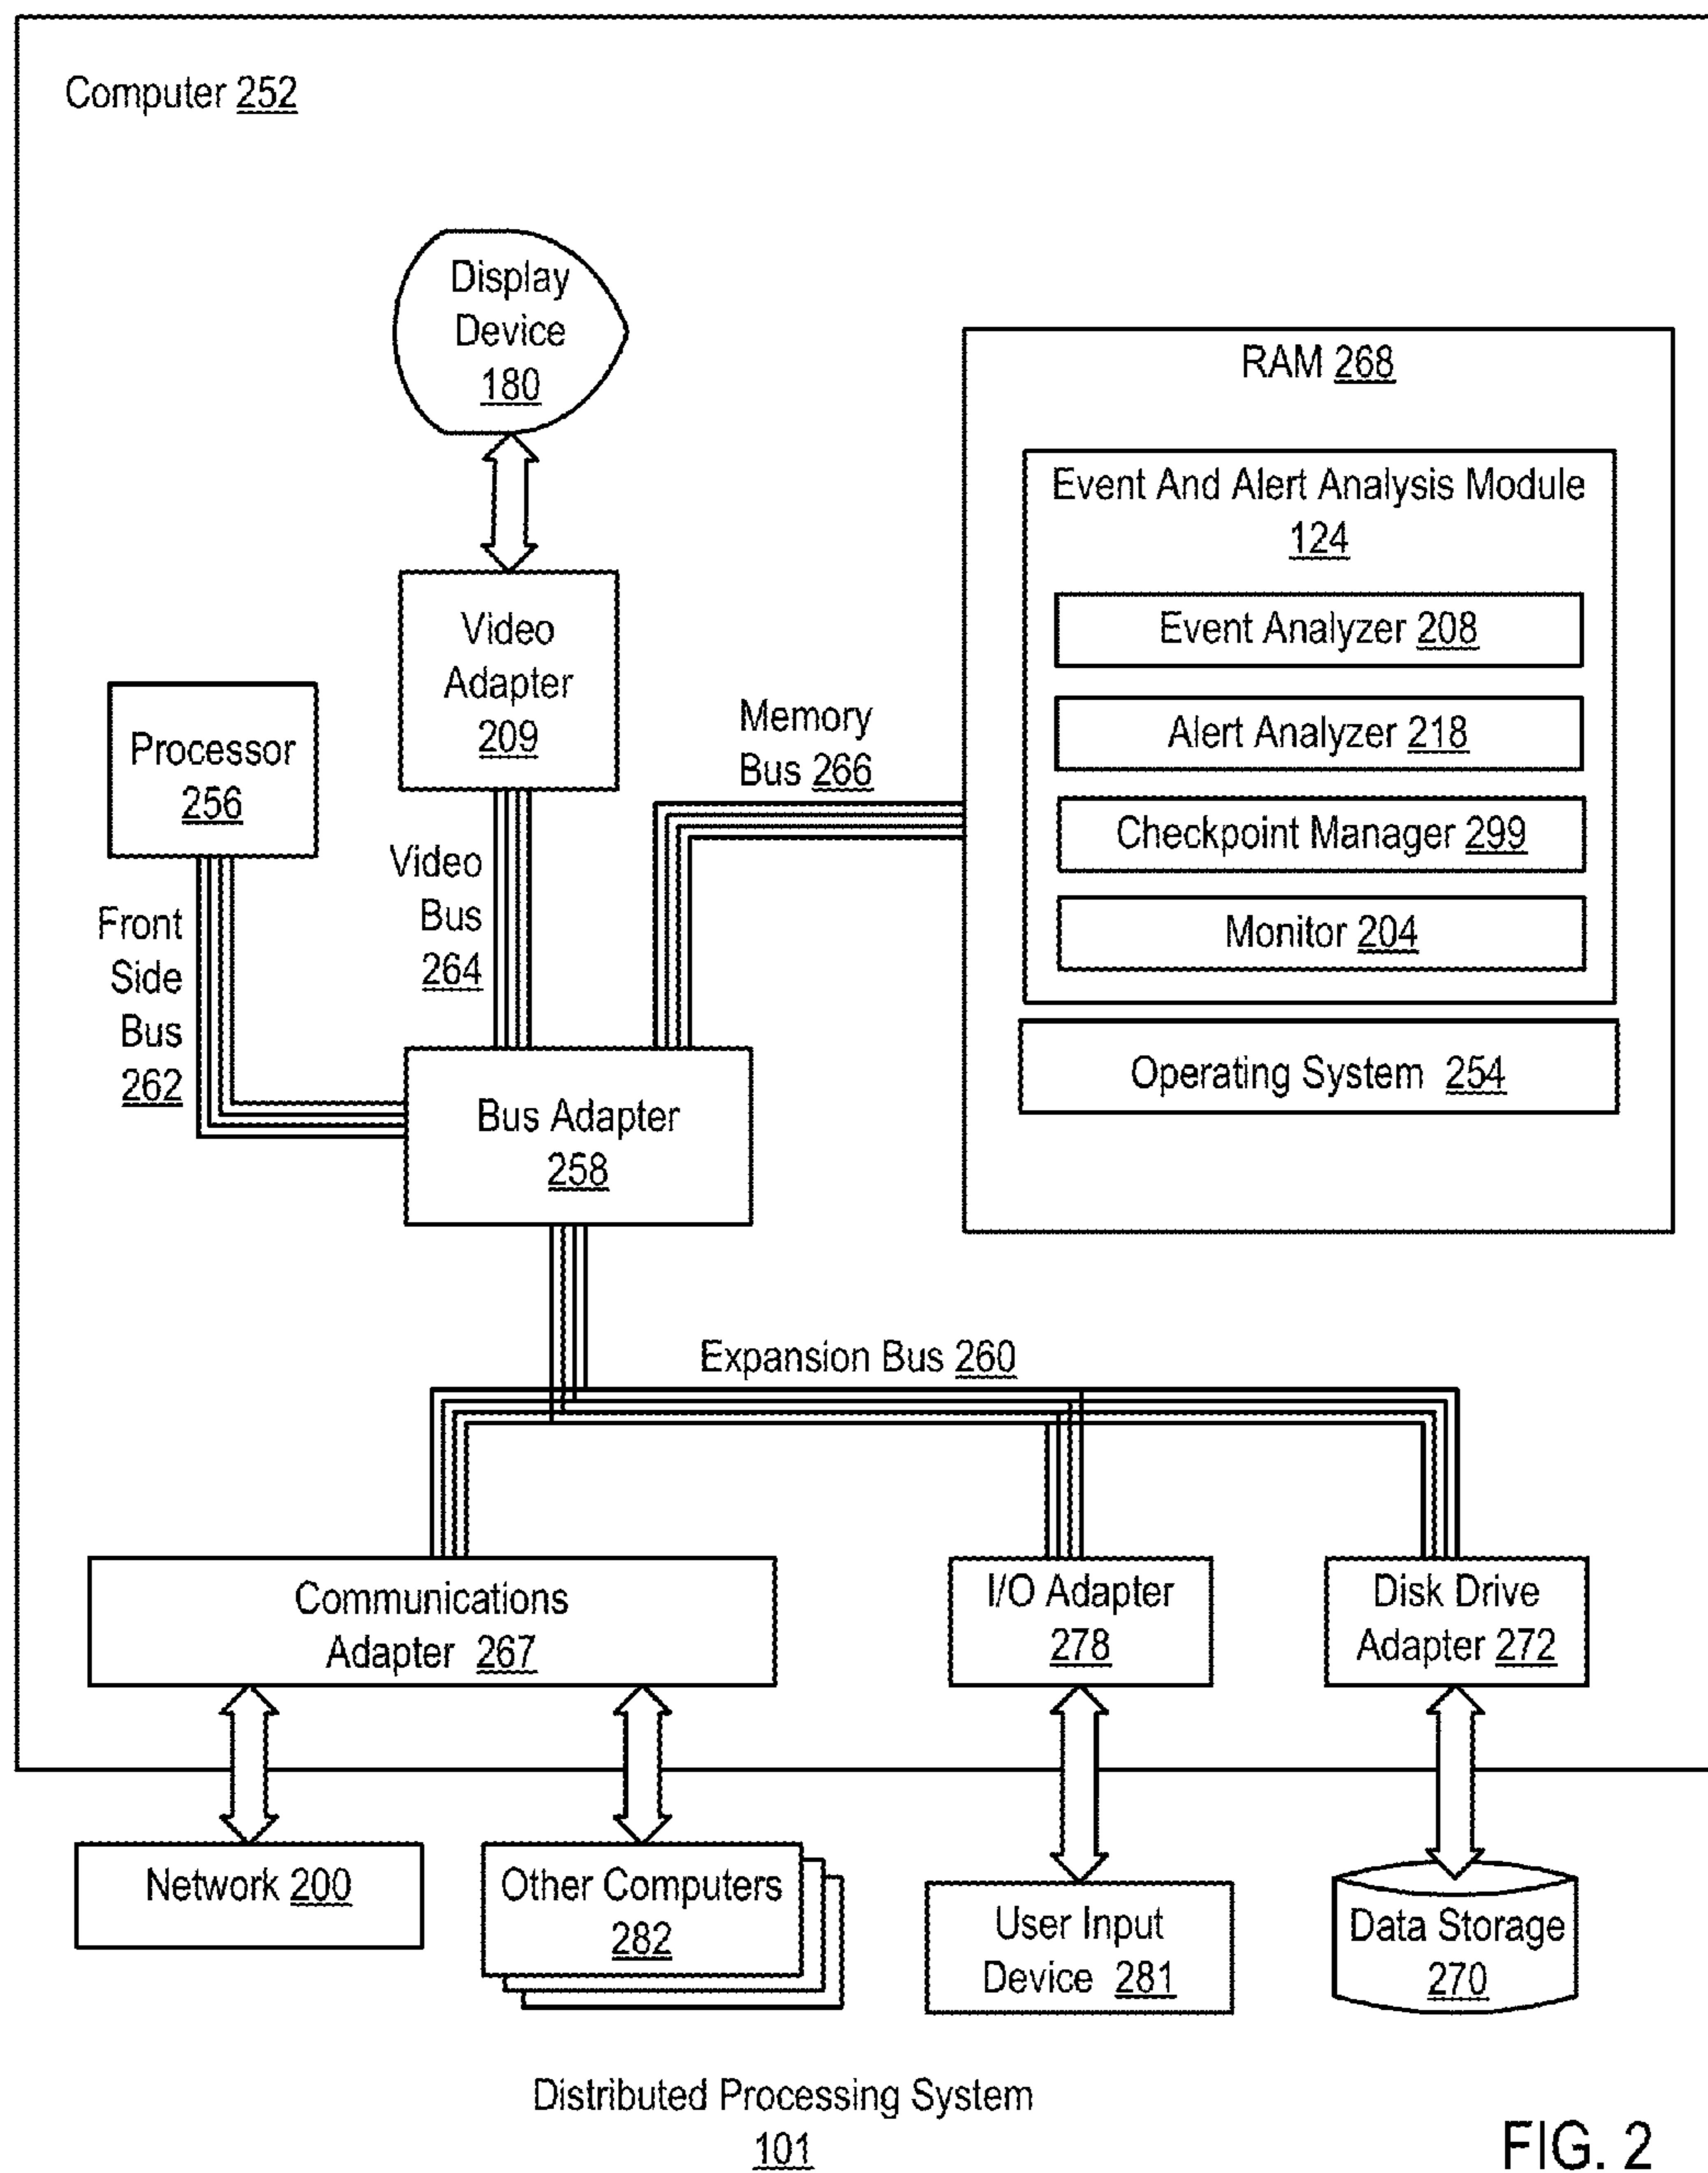 Computer 252
Display
Device
180
RAM 268
Event And Alert Analysis Module
124
Event Analyzer 208
Alert Analyzer 218
Checkpoint Manager 299
Monitor 204
Operating System 254
Video
Adapter
209
Processor
256
Memory
Bus 266
Video
Bus
264
Front
Side
Bus
262
Bus Adapter
258
Expansion Bus 260
Communications
Adapter 267
I/O Adapter
278
Disk Drive
Adapter 272
Network 200
Other Computers
282
User Input
Device 281
Data Storage
270
Distributed Processing System
101
FIG. 2